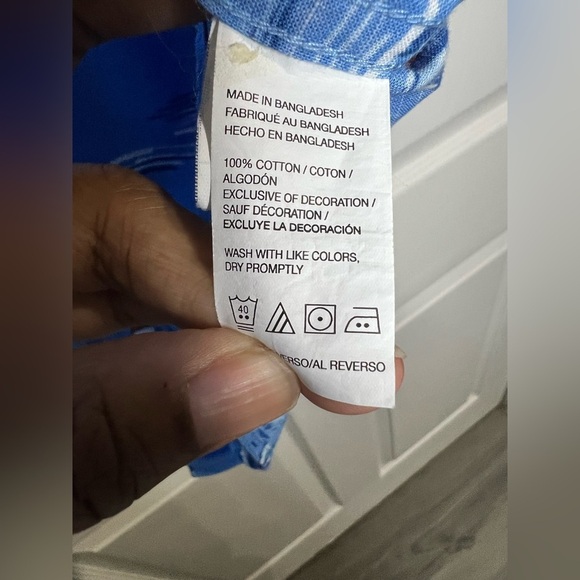 MADE IN BANGLADESH
FABRIQUÉ AU BANGLADESH
HECHO EN BANGLADESH
100% COTTON / COTON /
ALGODÓN
EXCLUSIVE OF DECORATION /
SAUF DÉCORATION /
EXCLUYE LA DECORACIÓN
WASH WITH LIKE COLORS,
DRY PROMPTLY
40
/AL REVERSO